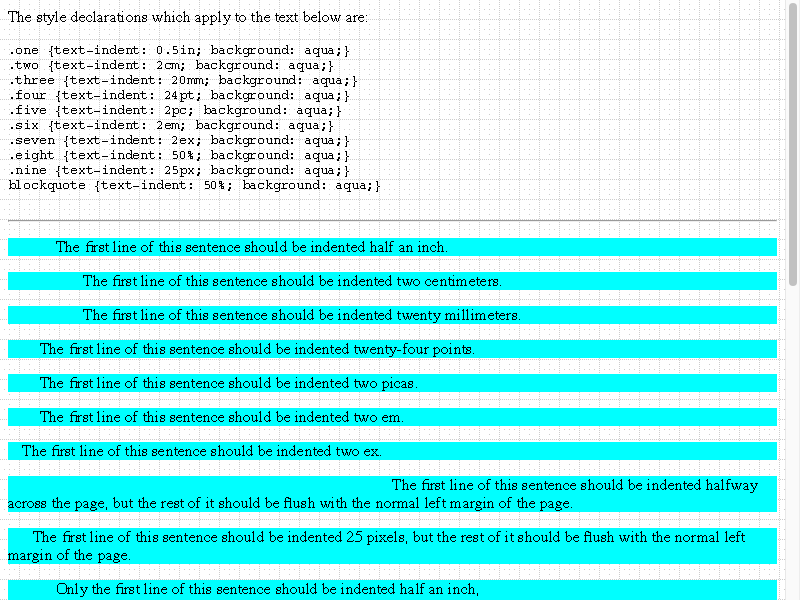 The style declarations which apply to the text below are:
.one {text-indent: 0.5in; background: aqua;}
.two {text-indent: 2cm; background: aqua;}
.three {text-indent: 20mm; background: aqua;}
.four {text-indent: 24pt; background: aqua;}
.five {text-indent: 2pc; background: aqua;}
.six {text-indent: 2em; background: aqua;}
.seven {text-indent: 2ex; background: aqua;}
.eight {text-indent: 50%; background: aqua;}
.nine {text-indent: 25px; background: aqua;}
blockquote {text-indent: 50%; background: aqua;}
The first line of this sentence should be indented half an inch.
The first line of this sentence should be indented two centimeters.
The first line of this sentence should be indented twenty millimeters.
The first line of this sentence should be indented twenty-four points.
The first line of this sentence should be indented two picas.
The first line of this sentence should be indented two em.
The first line of this sentence should be indented two ex.
The first line of this sentence should be indented halfway
across the page, but the rest of it should be flush with the normal left margin of the page.
The first line of this sentence should be indented 25 pixels, but the rest of it should be flush with the normal left
margin of the page.
Only the first line of this sentence should be indented half an inch,